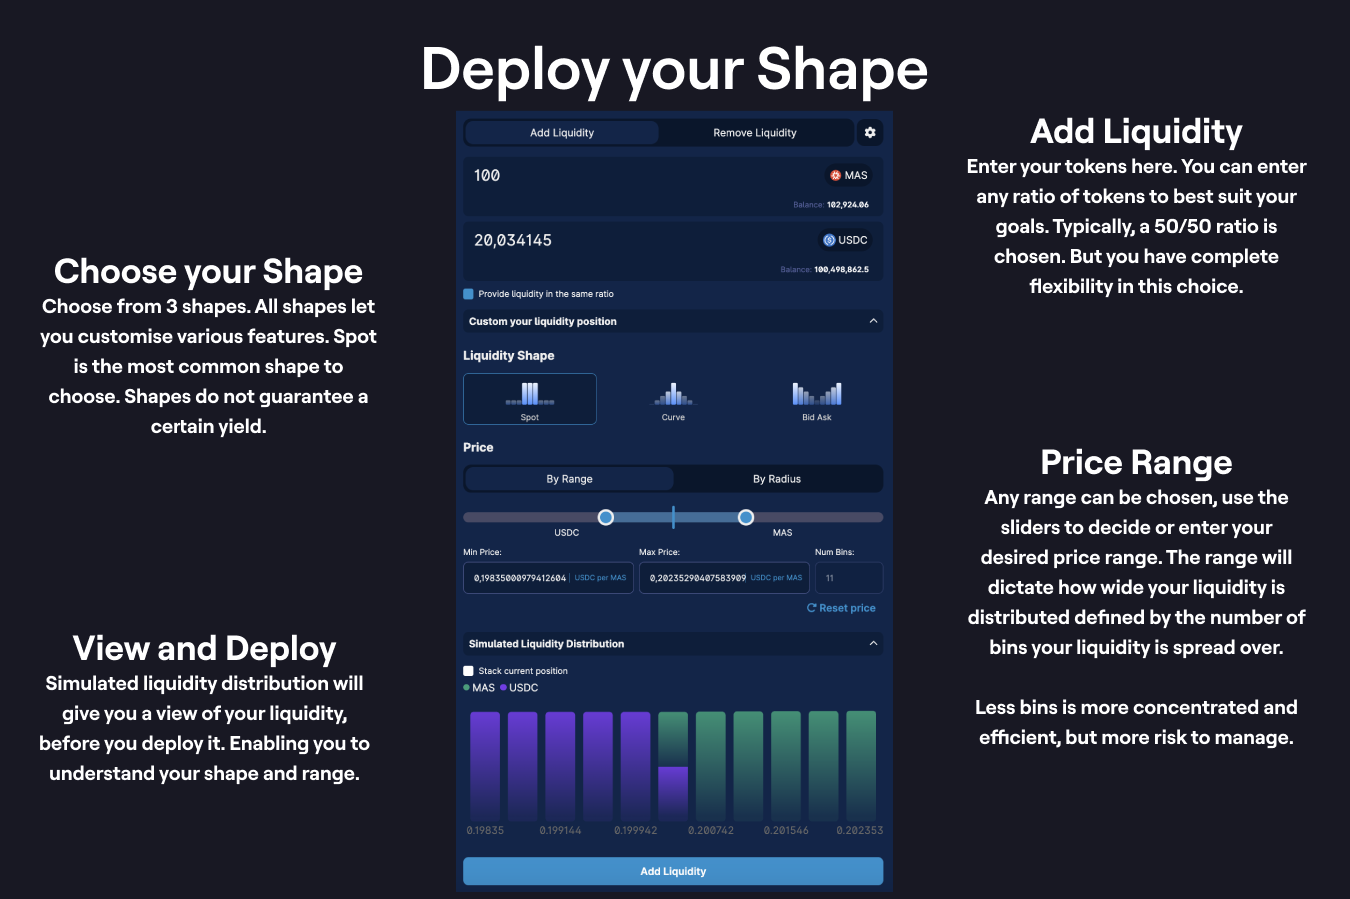 Deploy your Shape
Choose your Shape
Choose from 3 shapes. All shapes let
you customise various features. Spot
is the most common shape to
choose. Shapes do not guarantee a
certain yield.
View and Deploy
Simulated liquidity distribution will
give you a view of your liquidity,
before you deploy it. Enabling you to
understand your shape and range.
Add Liquidity
Remove Liquidity
100
MAS
Balance: 102,924.06
20,034145
USDC
Balance: 100,498,862.5
Provide liquidity in the same ratio
Custom your liquidity position
Liquidity Shape
Spot
Curve
Bid Ask
Price
By Range
By Radius
USDC
MAS
Min Price:
Max Price:
Num Bins:
0,19835000979412604
USDC per MAS
0,20235290407583909
USDC per MAS
11
Reset price
Simulated Liquidity Distribution
Stack current position
MAS
USDC
0.19835
0.199144
0.199942
0.200742
0.201546
0.202353
Add Liquidity
Add Liquidity
Enter your tokens here. You can enter
any ratio of tokens to best suit your
goals. Typically, a 50/50 ratio is
chosen. But you have complete
flexibility in this choice.
Price Range
Any range can be chosen, use the
sliders to decide or enter your
desired price range. The range will
dictate how wide your liquidity is
distributed defined by the number of
bins your liquidity is spread over.
Less bins is more concentrated and
efficient, but more risk to manage.